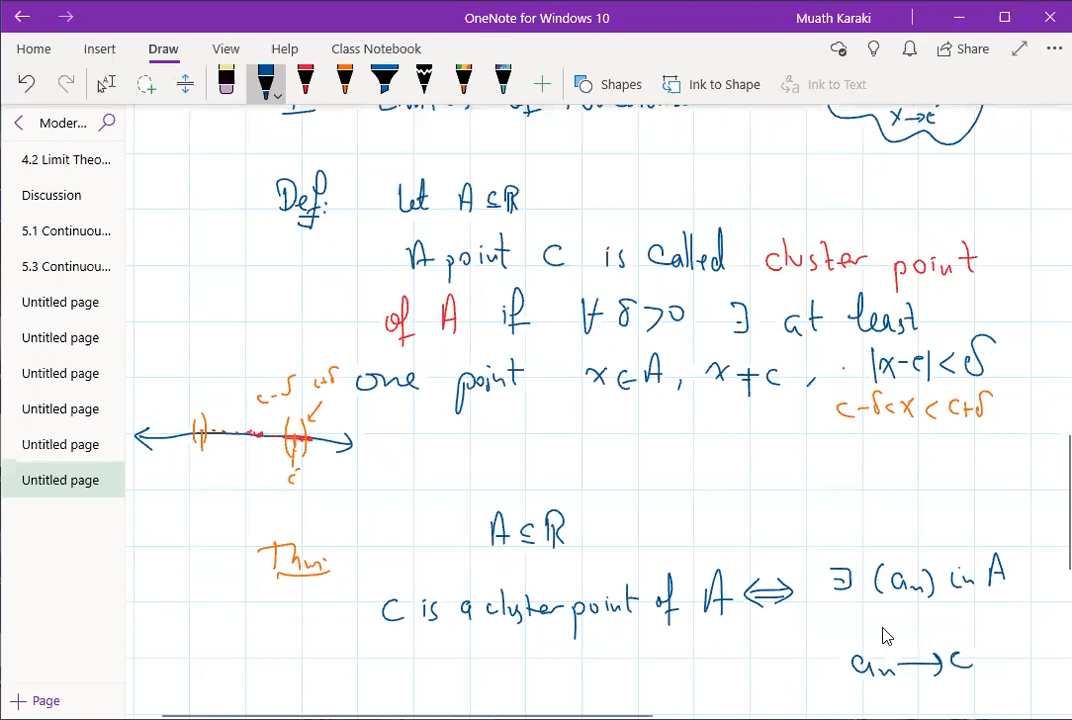 OneNote for Windows 10
Muath Karaki
Home Insert Draw View Help Class Notebook
Share
Shapes Ink to Shape Ink to Text
Moder...
4.2 Limit Theo...
Discussion
5.1 Continuou...
5.3 Continuou...
Untitled page
Untitled page
Untitled page
Untitled page
Untitled page
Untitled page
Page
x→c
Def: let A ⊆ ℝ
A point C is called cluster point
of A if ∀ δ > 0 ∃ at least
one point x ∈ A, x ≠ c, |x-c| < δ
c-δ < x < c+δ
c-δ c+δ
c
A ⊆ ℝ
Thm:
C is a cluster point of A ⟺ ∃ (an) in A
an → c